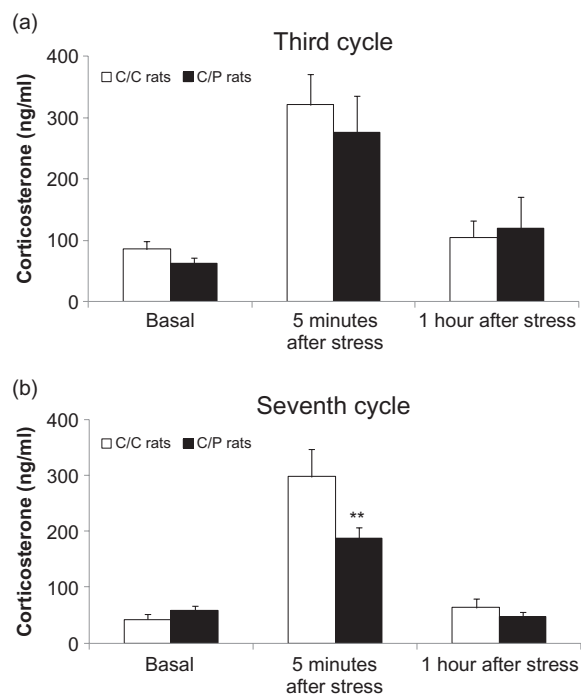 (a)
Third cycle
400
C/C rats C/P rats
300
200
100
0
Corticosterone (ng/ml)
Basal
5 minutes
after stress
1 hour after stress
(b)
Seventh cycle
400
C/C rats C/P rats
300
200
100
0
**
Corticosterone (ng/ml)
Basal
5 minutes
after stress
1 hour after stress